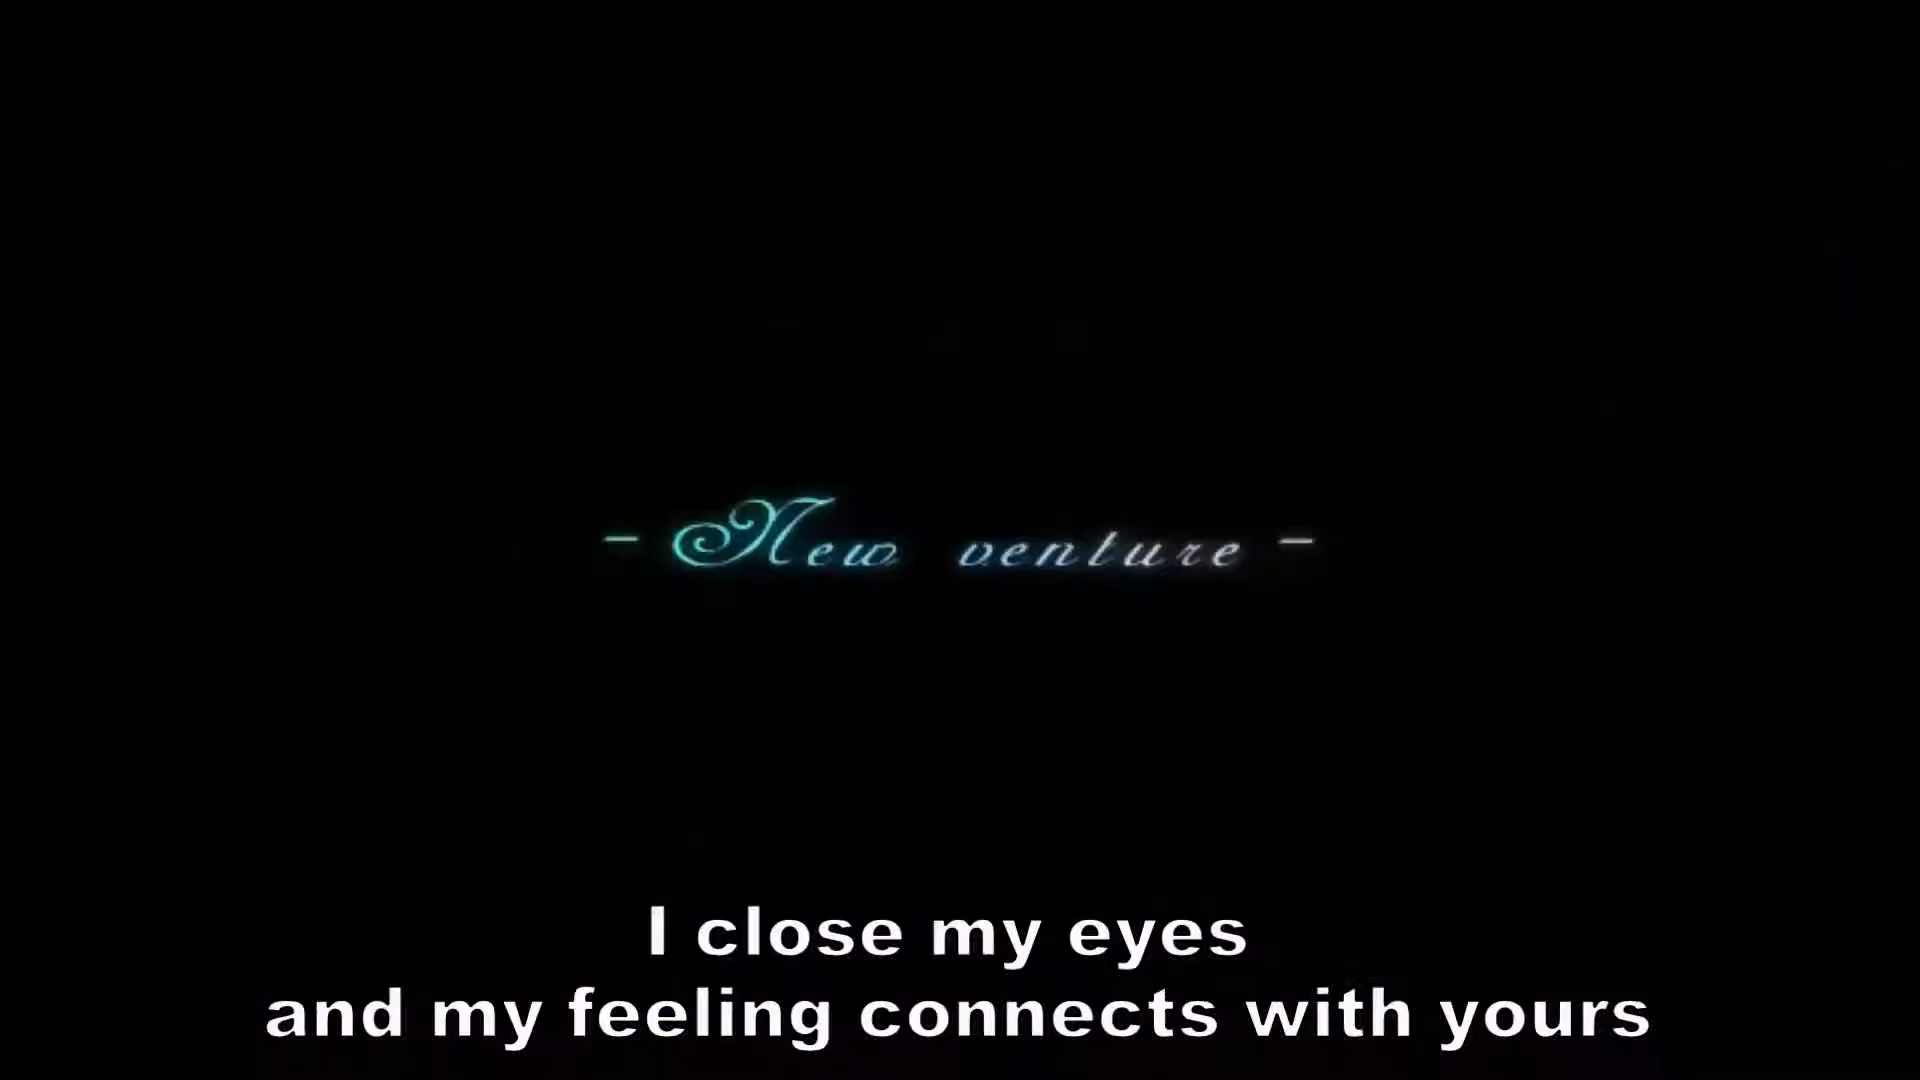 - New venture -
I close my eyes
and my feeling connects with yours